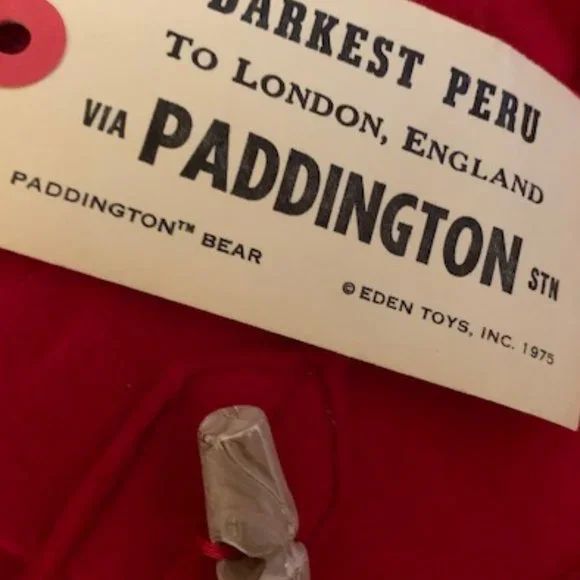 DARKEST PERU
TO LONDON, ENGLAND
VIA PADDINGTON STN
PADDINGTON™ BEAR
© EDEN TOYS, INC. 1975